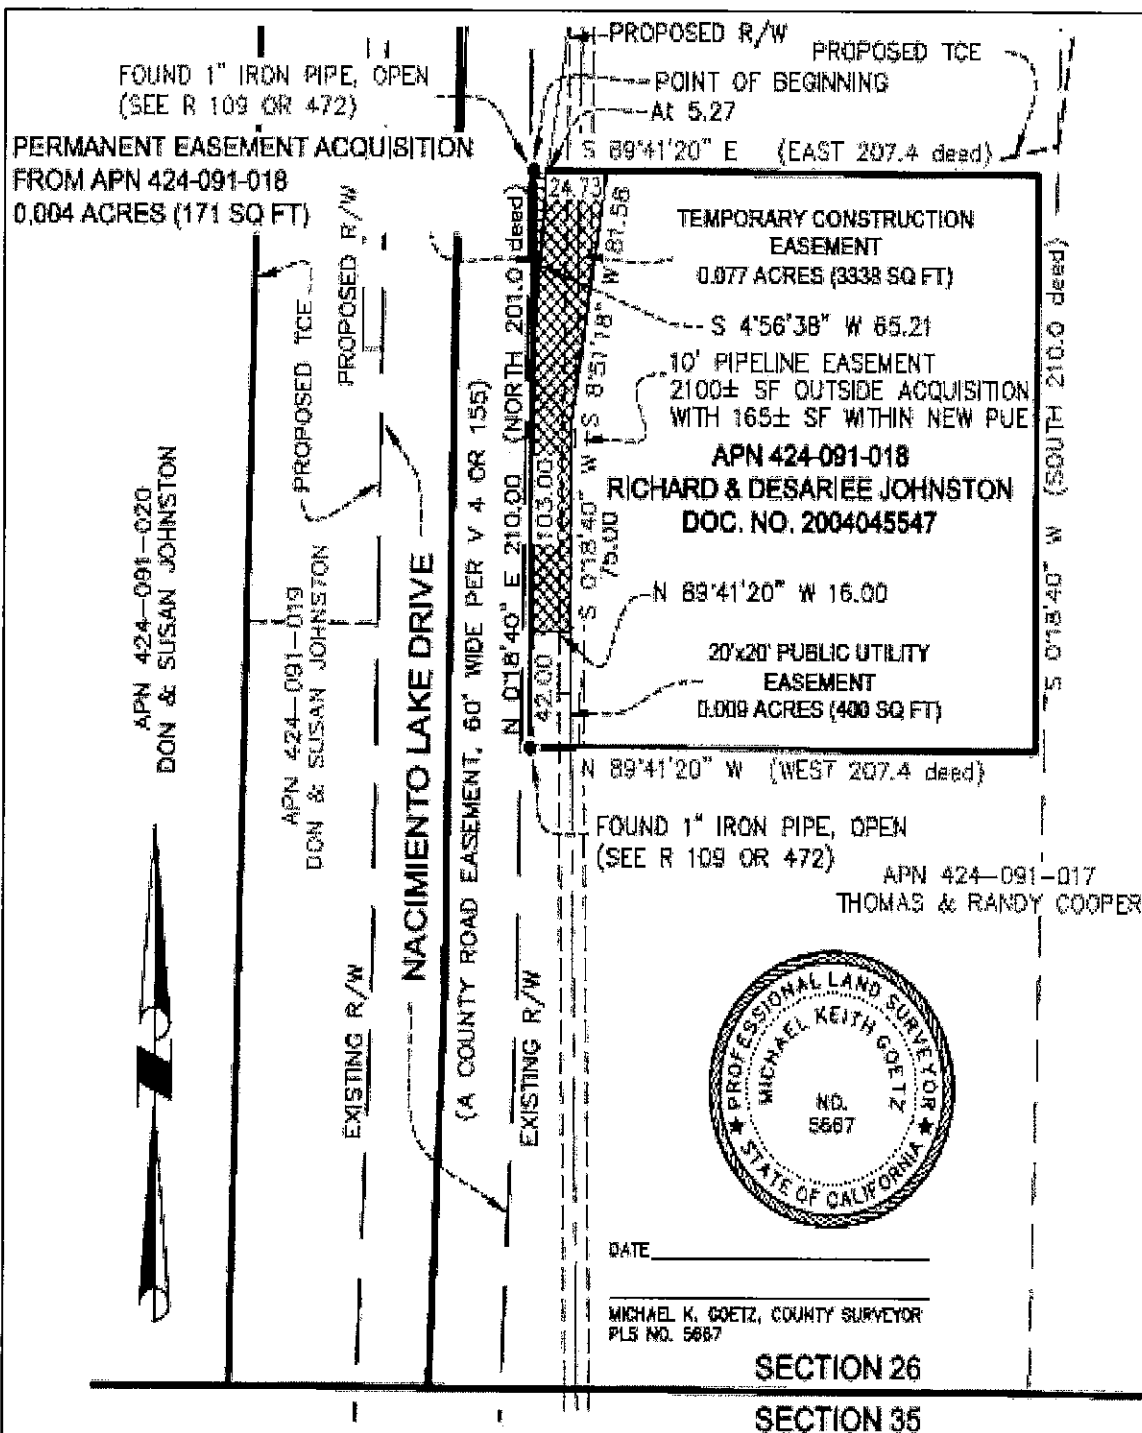 PROPOSED R/W
PROPOSED TCE
FOUND 1" IRON PIPE, OPEN
(SEE R 109 OR 472)
POINT OF BEGINNING
At 5.27
S 89°41'20" E (EAST 207.4 deed)
PERMANENT EASEMENT ACQUISITION
FROM APN 424-091-018
0.004 ACRES (171 SQ FT)
24.73
TEMPORARY CONSTRUCTION
EASEMENT
0.077 ACRES (3338 SQ FT)
S 4°56'38" W 65.21
10' PIPELINE EASEMENT
2100± SF OUTSIDE ACQUISITION
WITH 165± SF WITHIN NEW PUE
APN 424-091-018
RICHARD & DESARIEE JOHNSTON
DOC. NO. 2004045547
N 89°41'20" W 16.00
20'x20' PUBLIC UTILITY
EASEMENT
0.009 ACRES (400 SQ FT)
S 8°51'18" W 81.58
S 0°18'40" W
75.00
103.00
42.00
N 0°18'40" E 210.00 (NORTH 201.0 deed)
S 0°18'40" W (SOUTH 210.0 deed)
PROPOSED R/W
PROPOSED TCE
APN 424-091-020
DON & SUSAN JOHNSTON
APN 424-091-019
DON & SUSAN JOHNSTON
NACIMIENTO LAKE DRIVE
(A COUNTY ROAD EASEMENT, 60' WIDE PER V 4 OR 155)
EXISTING R/W
EXISTING R/W
N 89°41'20" W (WEST 207.4 deed)
FOUND 1" IRON PIPE, OPEN
(SEE R 109 OR 472)
APN 424-091-017
THOMAS & RANDY COOPER
N
PROFESSIONAL LAND SURVEYOR
MICHAEL KEITH GOETZ
NO.
5667
STATE OF CALIFORNIA
DATE
MICHAEL K. GOETZ, COUNTY SURVEYOR
PLS NO. 5667
SECTION 26
SECTION 35